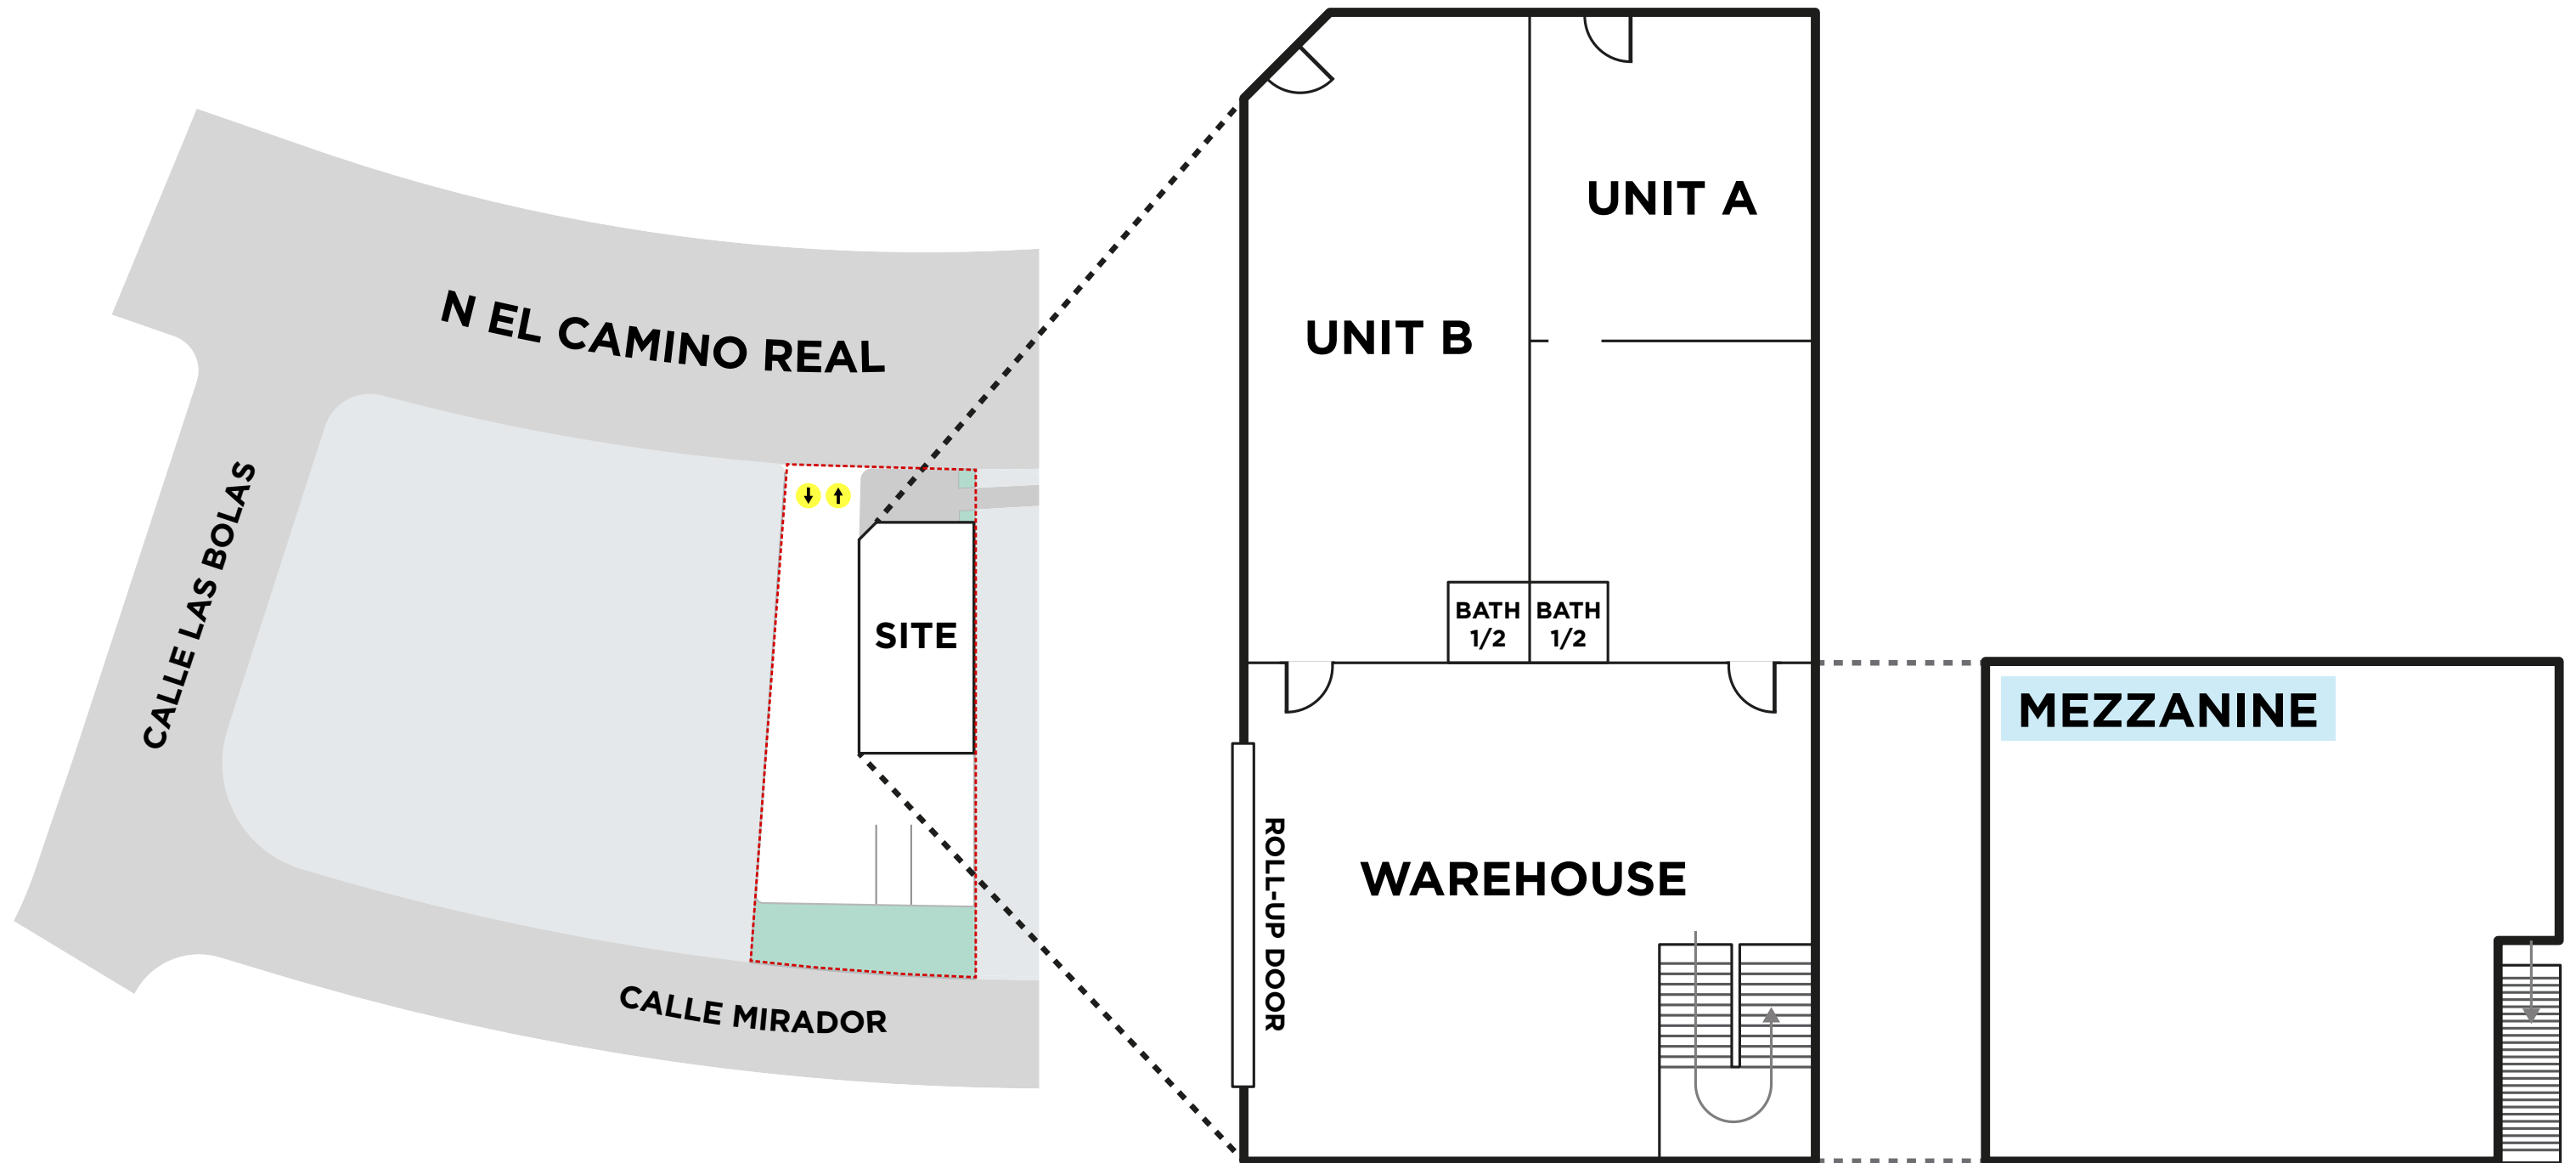 N EL CAMINO REAL
CALLE LAS BOLAS
SITE
CALLE MIRADOR
UNIT A
UNIT B
BATH
1/2
BATH
1/2
ROLL-UP DOOR
WAREHOUSE
MEZZANINE